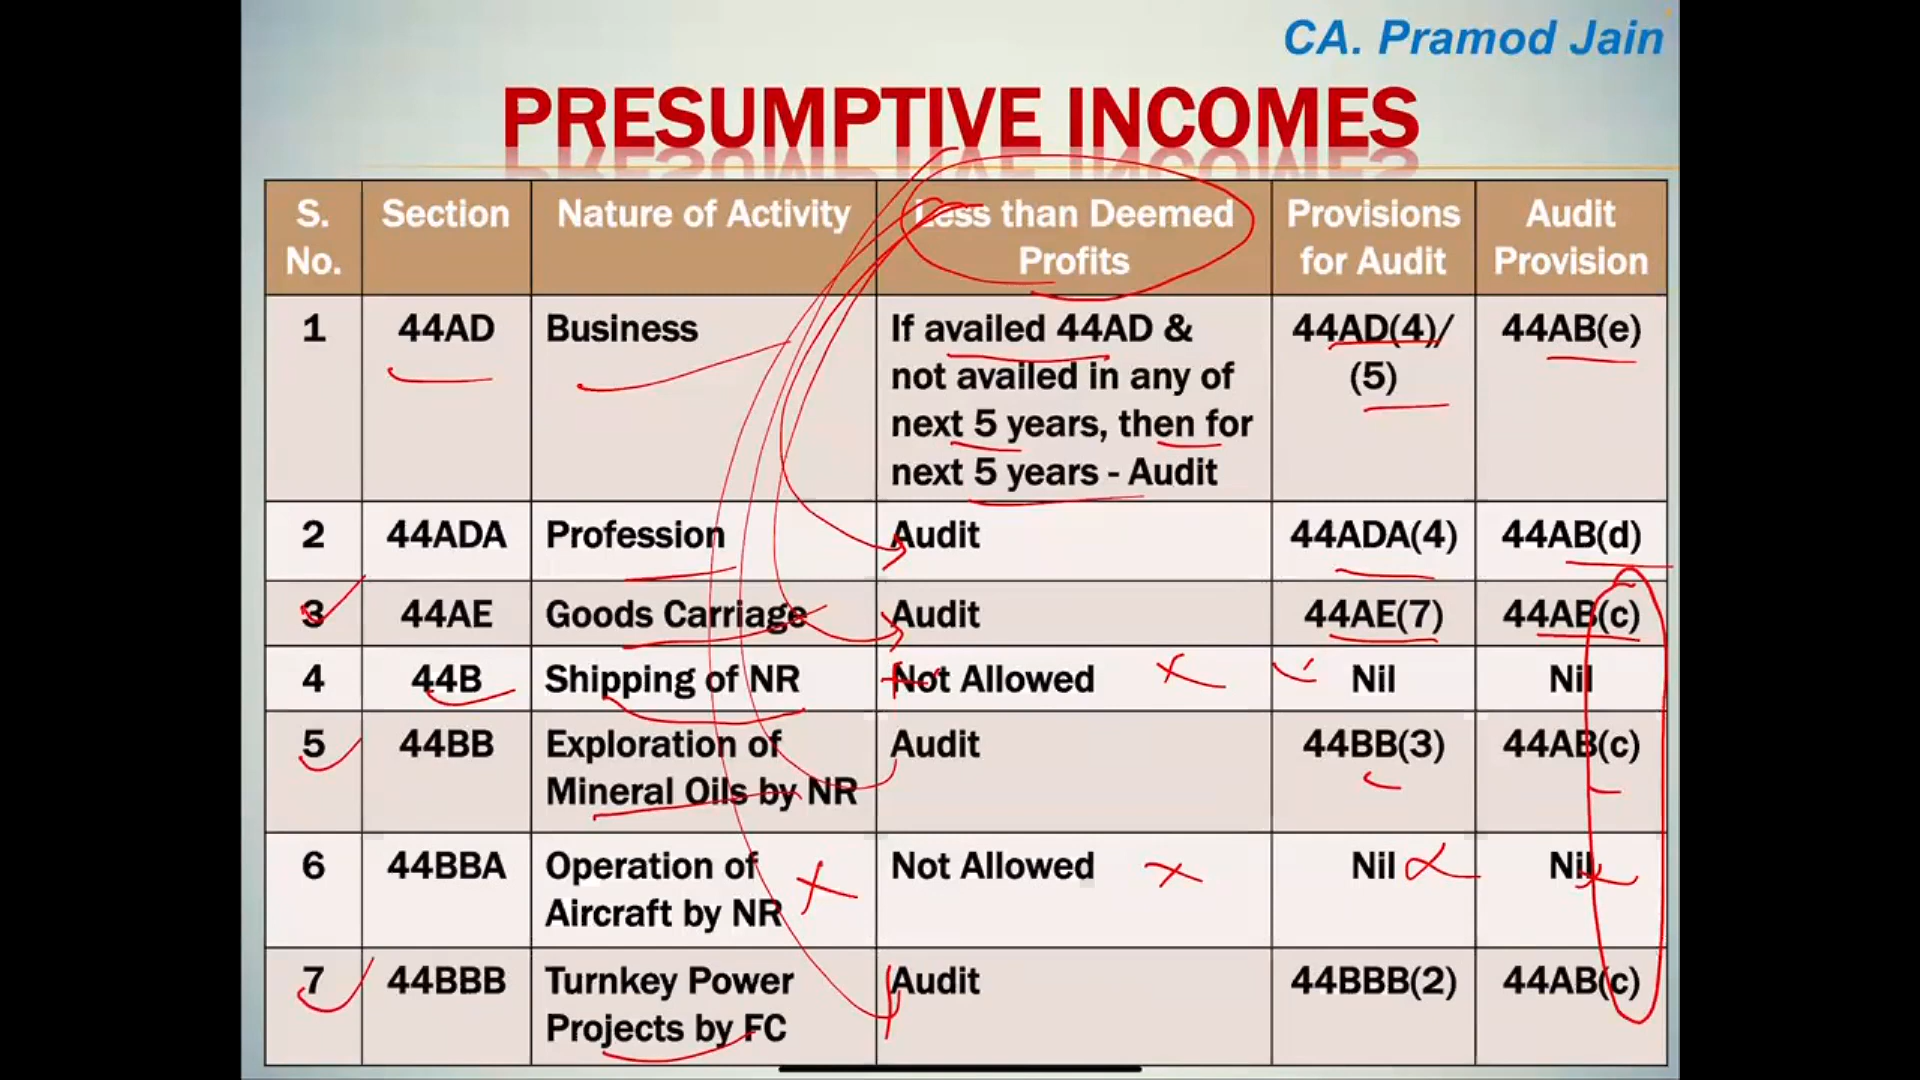 CA. Pramod Jain
PRESUMPTIVE INCOMES
S. No. Section Nature of Activity Less than Deemed Profits Provisions for Audit Audit Provision
1 44AD Business If availed 44AD & not availed in any of next 5 years, then for next 5 years - Audit 44AD(4)/ (5) 44AB(e)
2 44ADA Profession Audit 44ADA(4) 44AB(d)
3 44AE Goods Carriage Audit 44AE(7) 44AB(c)
4 44B Shipping of NR Not Allowed Nil Nil
5 44BB Exploration of Mineral Oils by NR Audit 44BB(3) 44AB(c)
6 44BBA Operation of Aircraft by NR Not Allowed Nil Nil
7 44BBB Turnkey Power Projects by FC Audit 44BBB(2) 44AB(c)